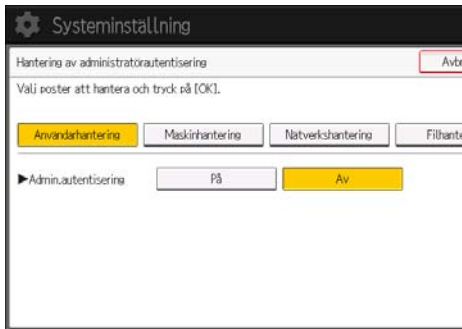 Systeminställning
Hantering av administratörautentisering Avbr
Välj poster att hantera och tryck på [OK].
Användarhantering Maskinhantering Nätverkshantering Filhante
►Admin.autentisering På Av